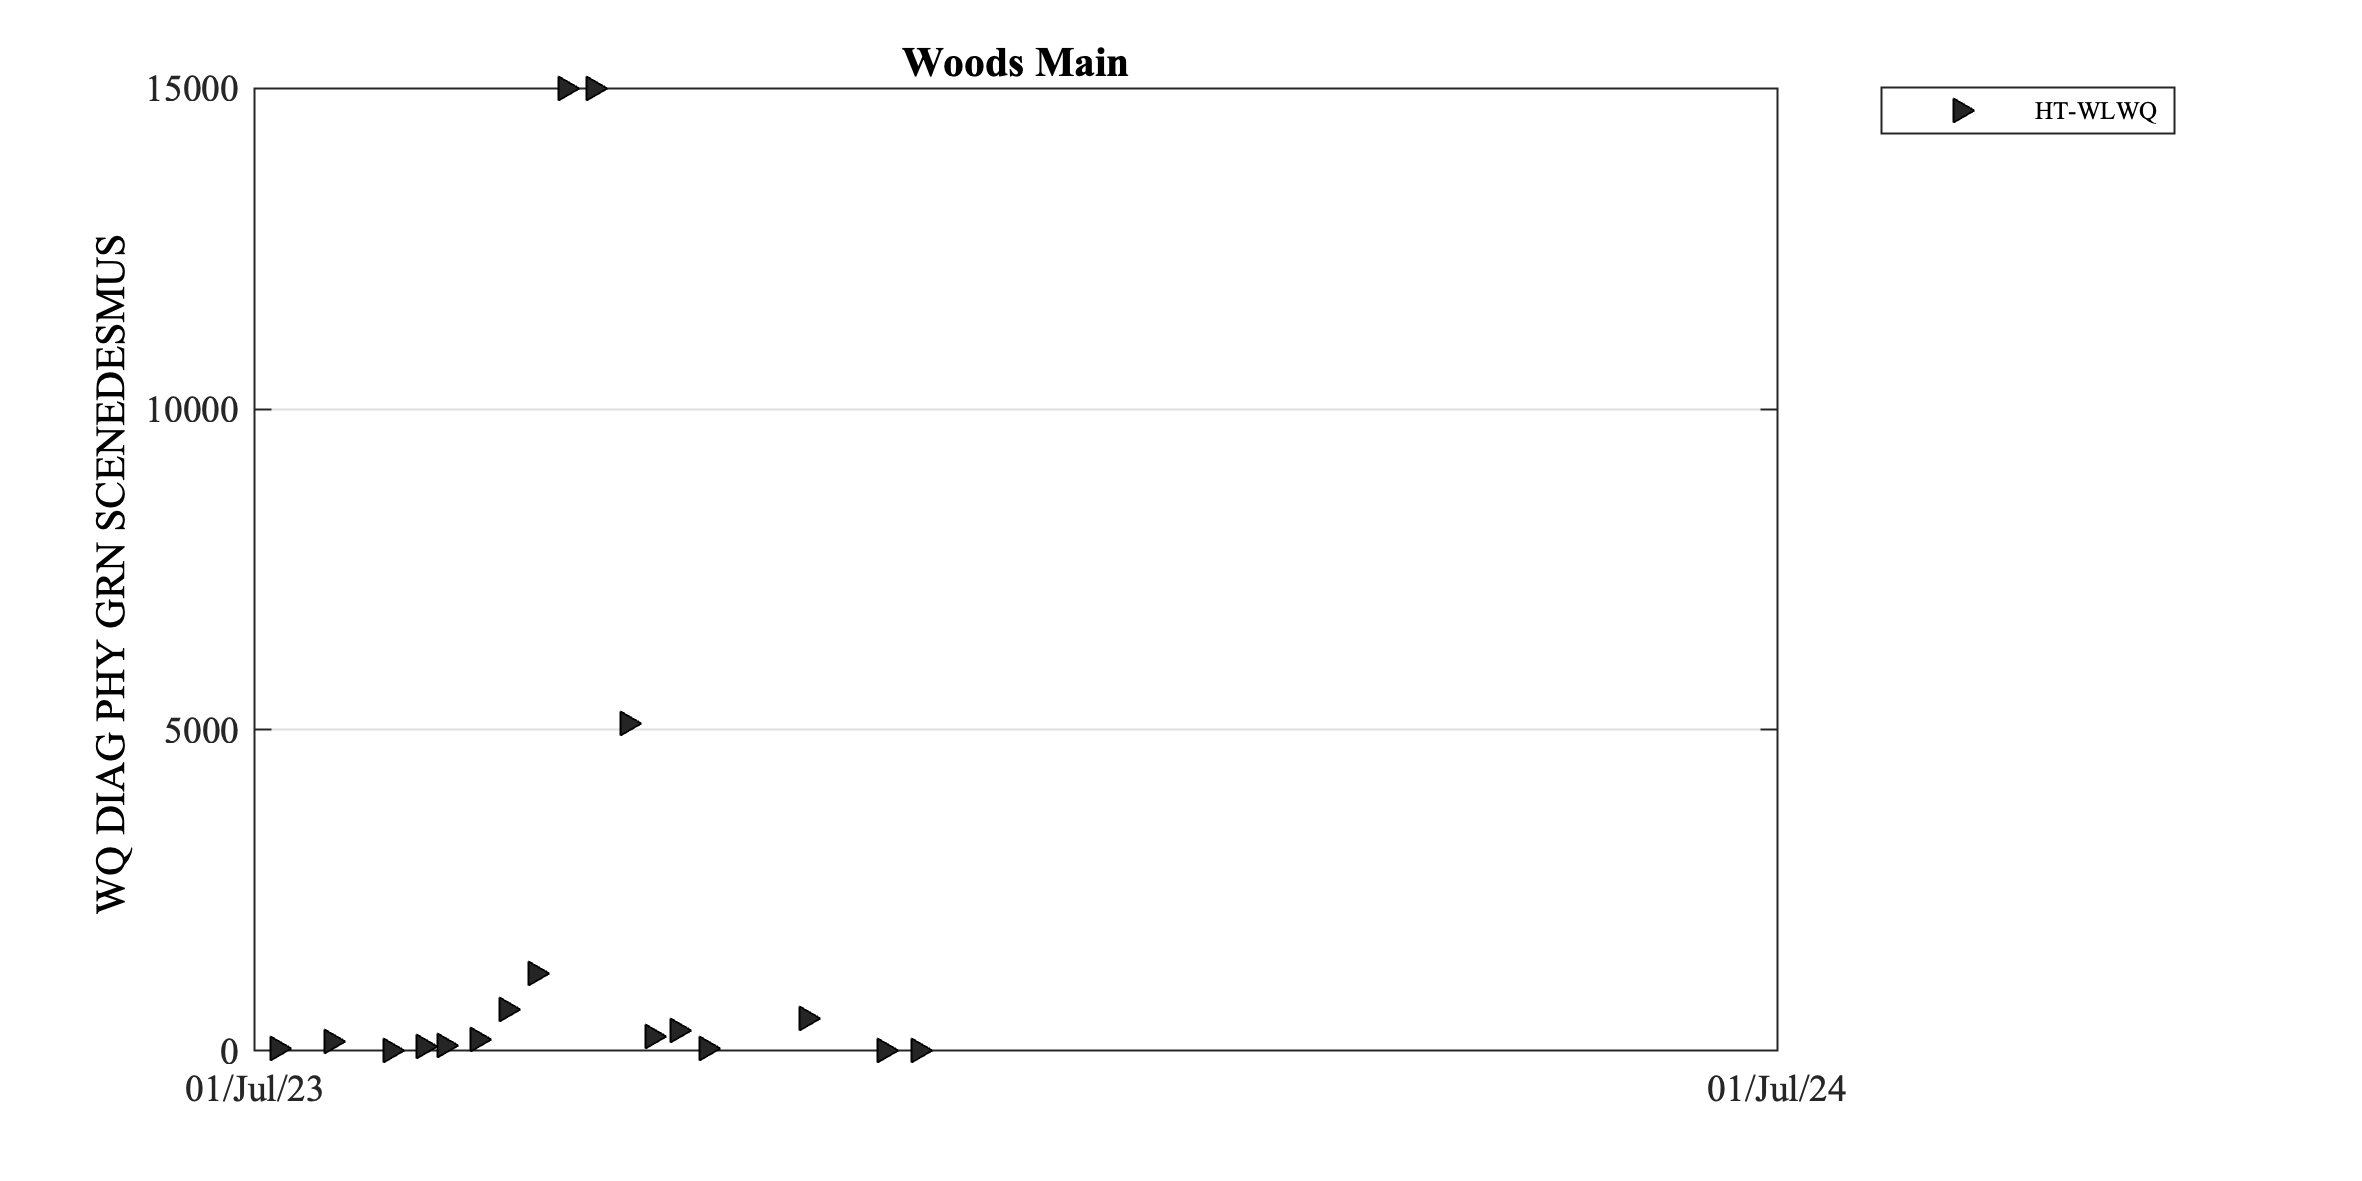 Woods Main
15000
10000
5000
0
WQ DIAG PHY GRN SCENEDESMUS
01/Jul/23
01/Jul/24
HT-WLWQ